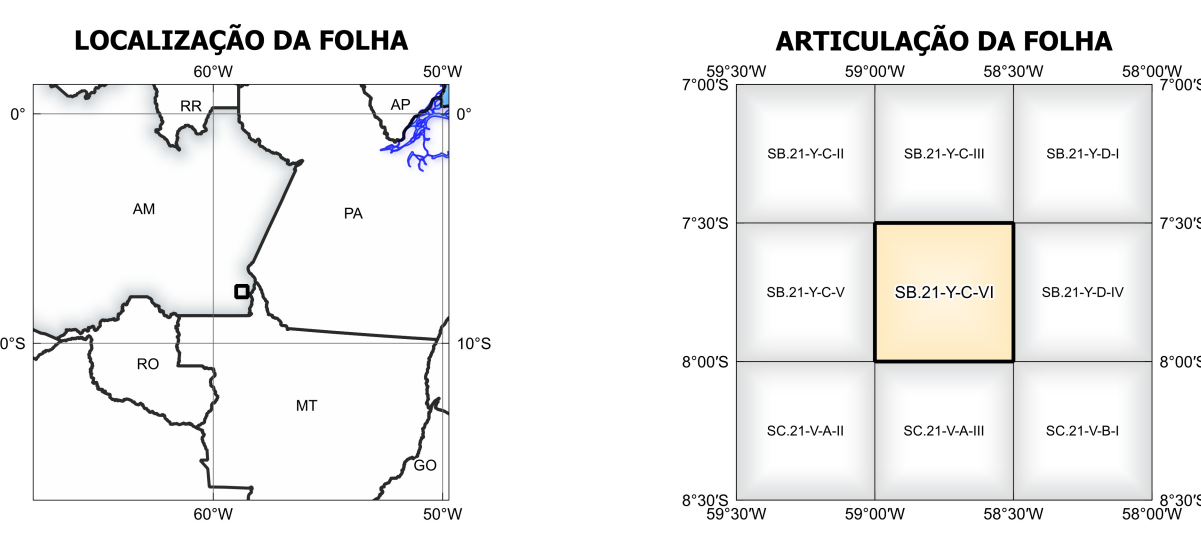 LOCALIZAÇÃO DA FOLHA
60°W 50°W
RR
AP
0° 0°
AM
PA
0°S 10°S
RO
MT
GO
60°W 50°W
ARTICULAÇÃO DA FOLHA
59°30'W 59°00'W 58°30'W 58°00'W
7°00'S 7°00'S
SB.21-Y-C-II SB.21-Y-C-III SB.21-Y-D-I
7°30'S 7°30'S
SB.21-Y-C-V SB.21-Y-C-VI SB.21-Y-D-IV
8°00'S 8°00'S
SC.21-V-A-II SC.21-V-A-III SC.21-V-B-I
8°30'S 8°30'S
59°30'W 59°00'W 58°30'W 58°00'W